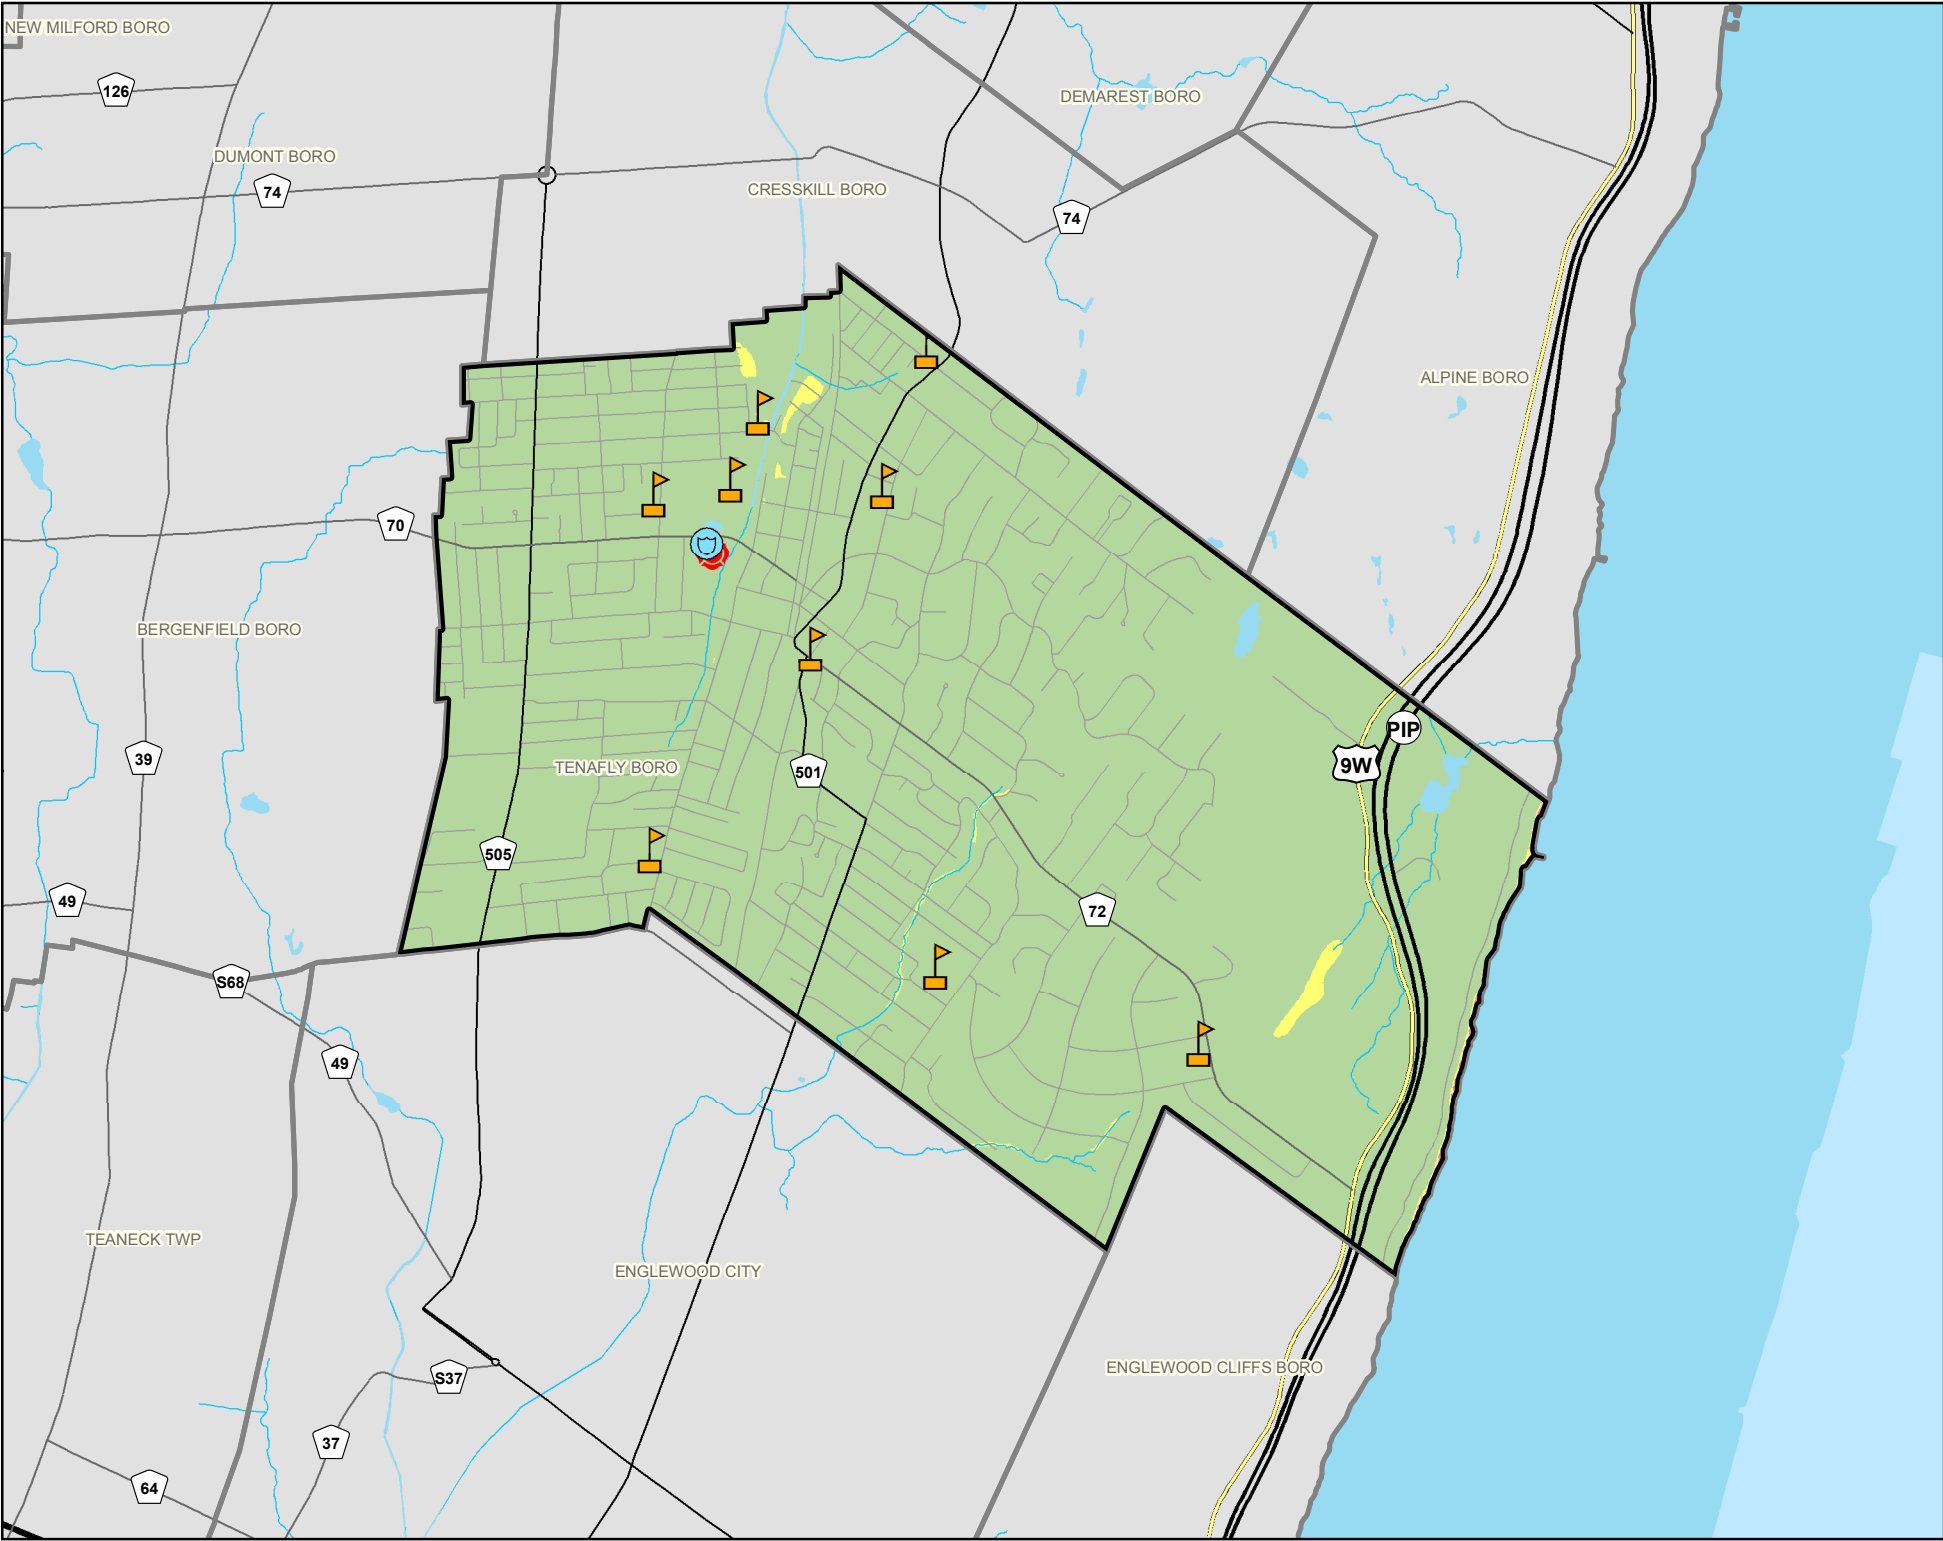 NEW MILFORD BORO
126
DEMAREST BORO
DUMONT BORO
74
CRESSKILL BORO
74
ALPINE BORO
70
BERGENFIELD BORO
PIP
39
TENAFLY BORO
501
9W
505
49
72
S68
49
TEANECK TWP
ENGLEWOOD CITY
ENGLEWOOD CLIFFS BORO
S37
37
64